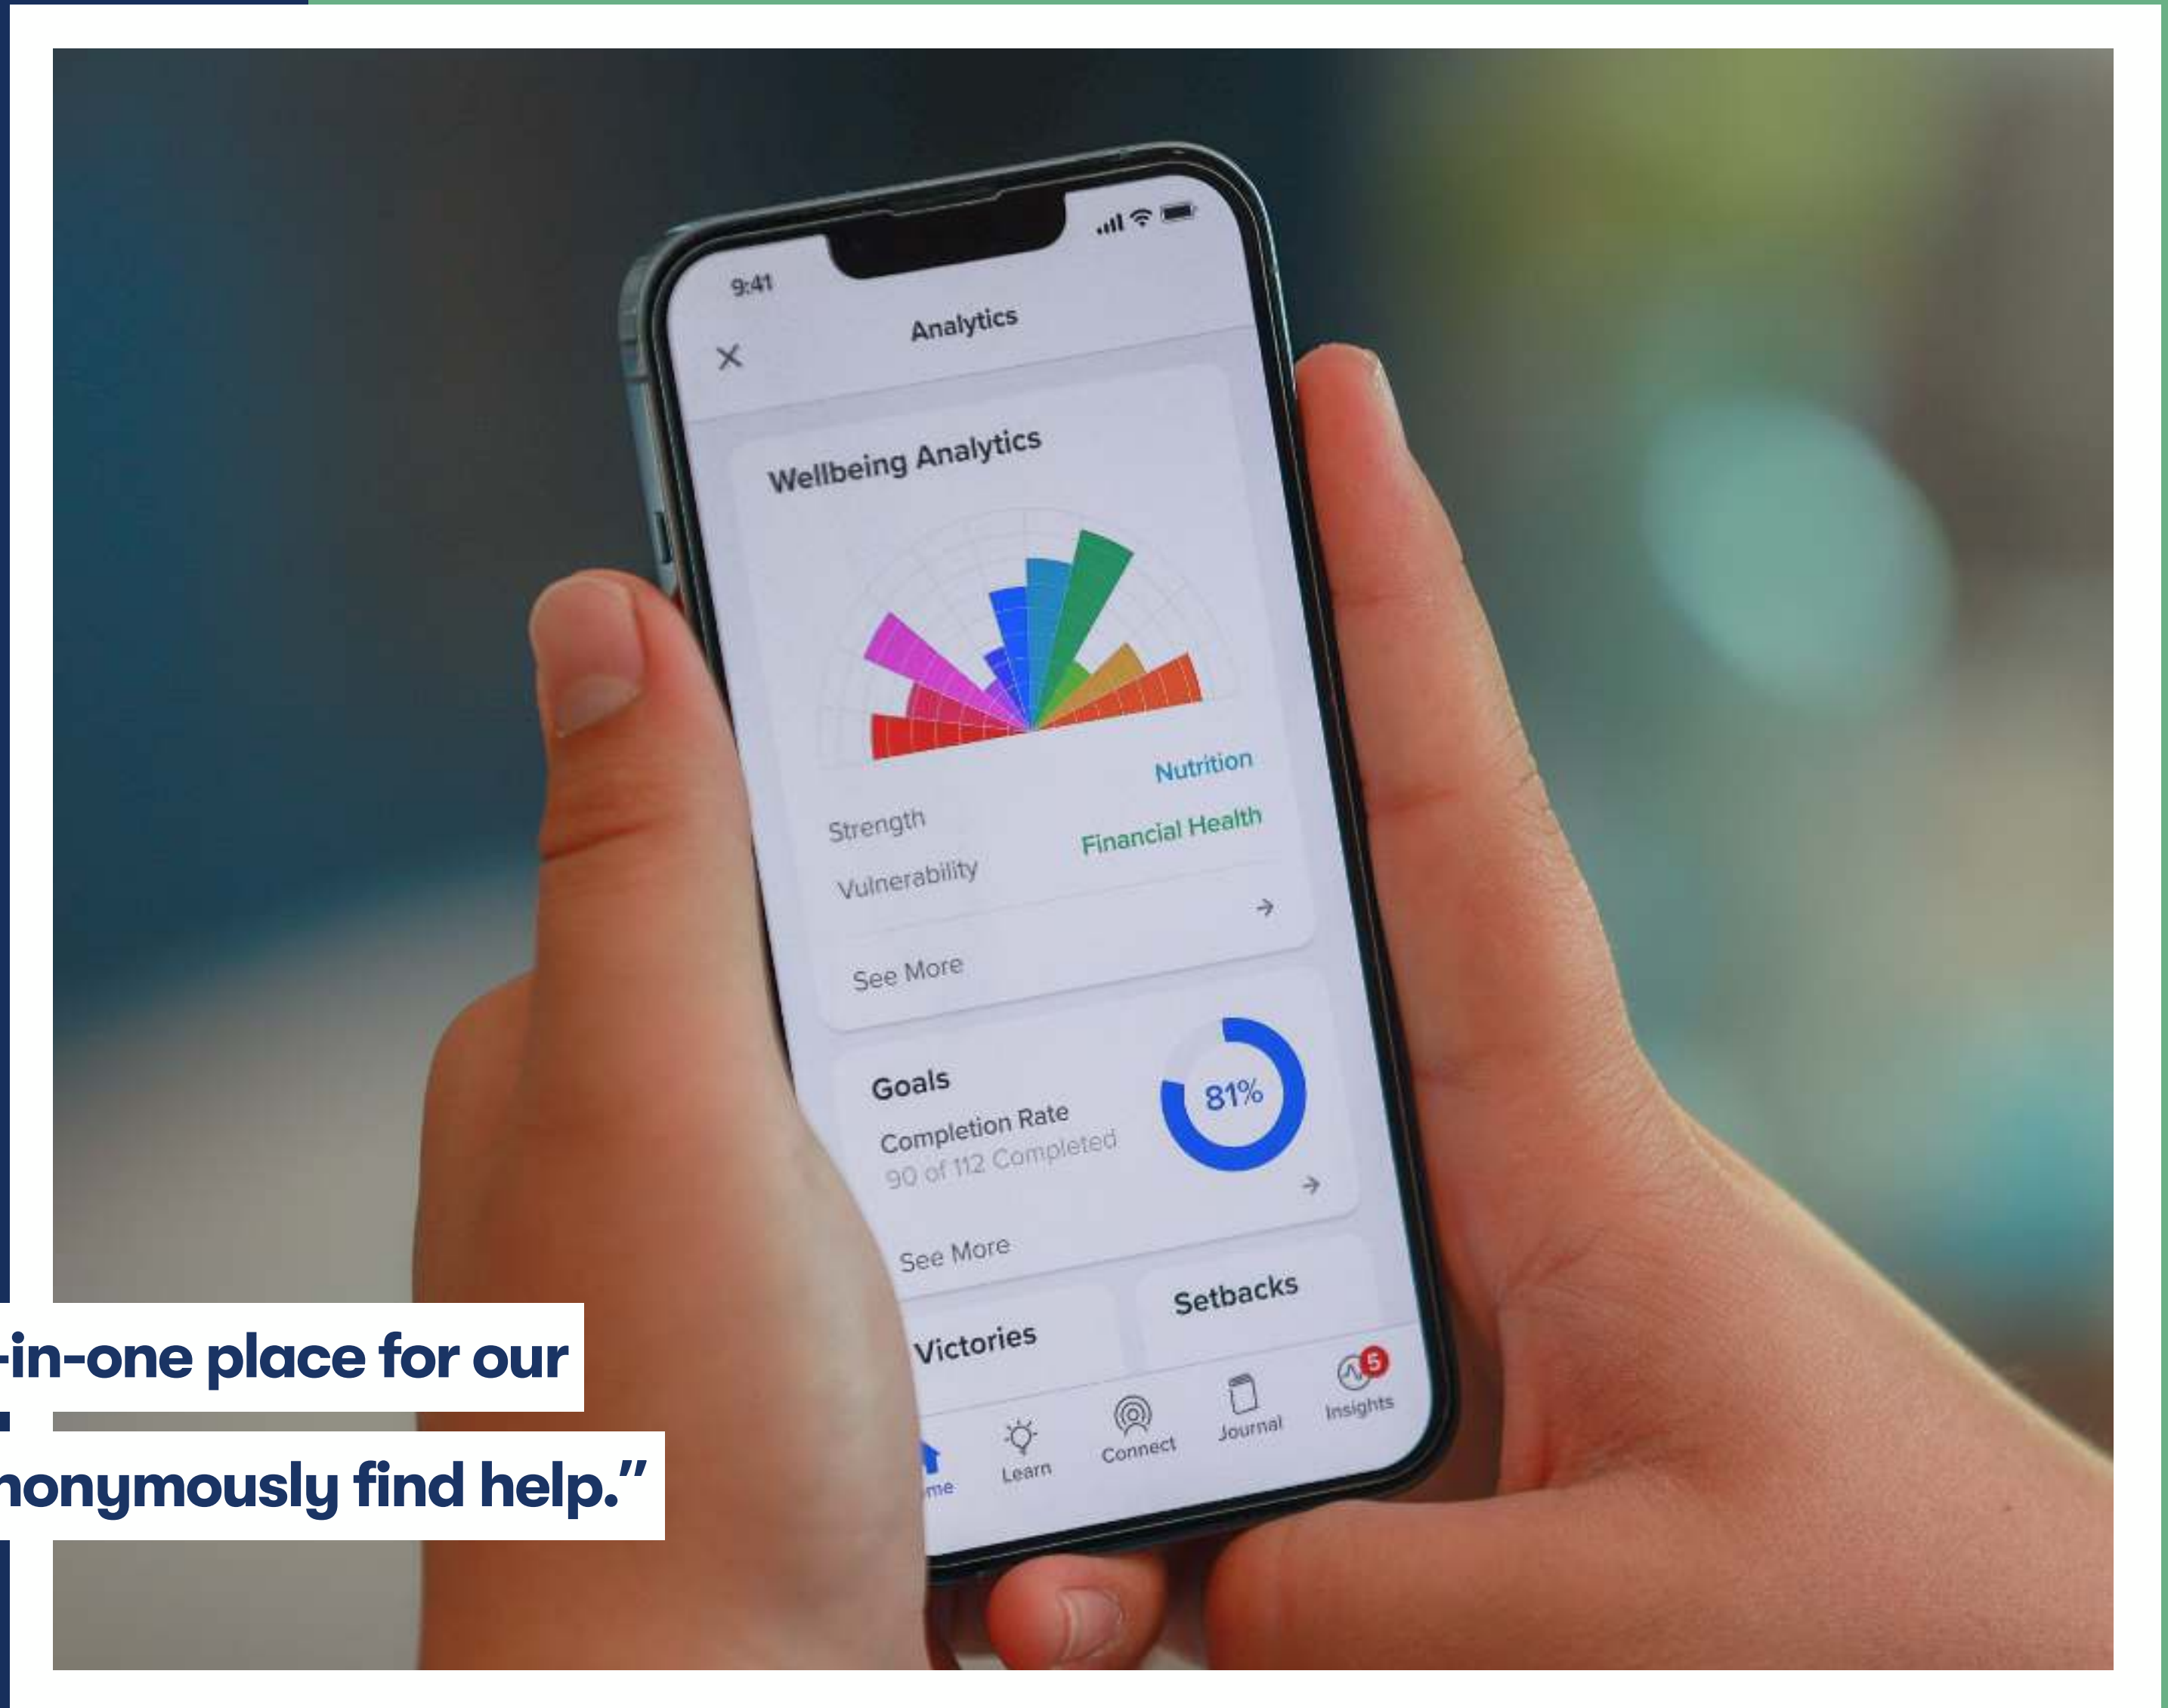 9:41
Analytics
Wellbeing Analytics
Strength Nutrition
Vulnerability Financial Health
See More
Goals
Completion Rate
90 of 112 Completed
81%
See More
Victories Setbacks
Learn Connect Journal Insights 5
-in-one place for our
find help.”